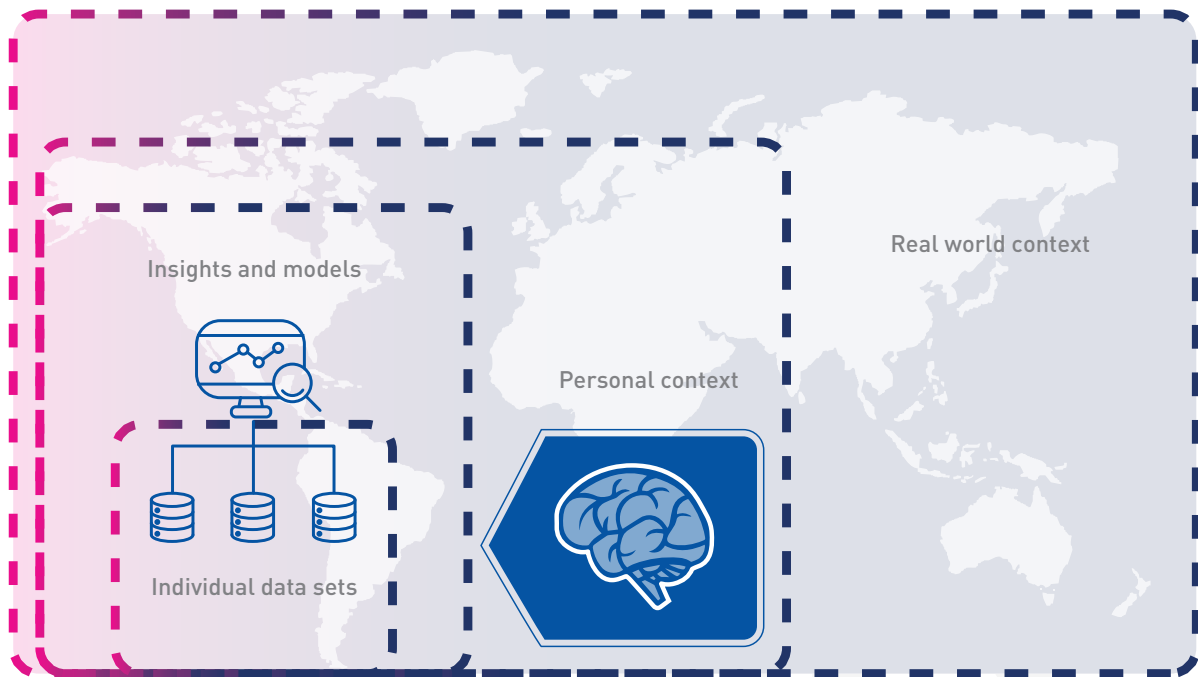 Real world context
Insights and models
Personal context
Individual data sets